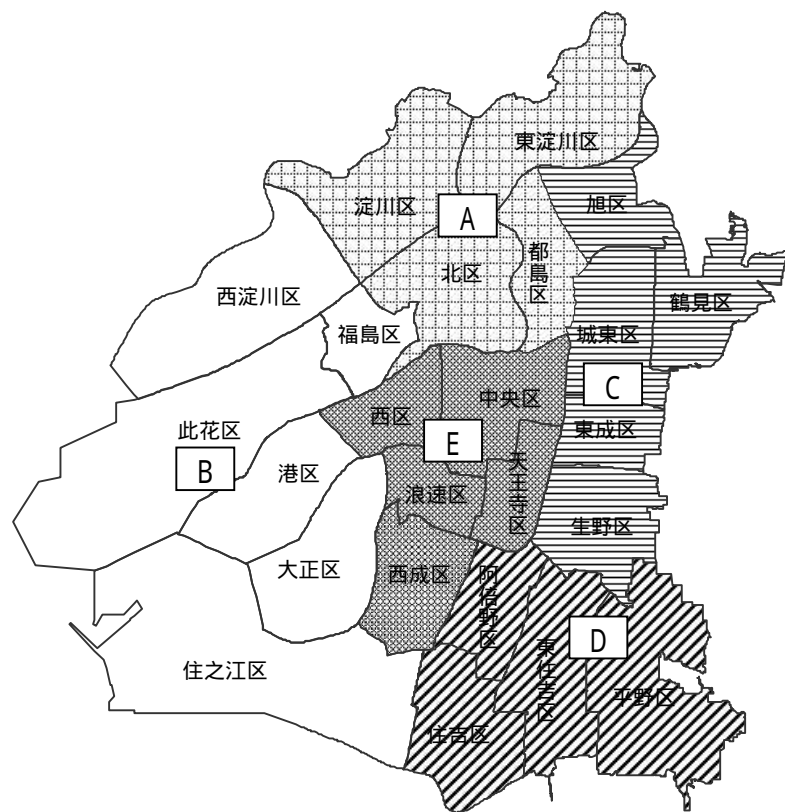 東淀川区
淀川区
旭区
A
都島区
北区
西淀川区
鶴見区
福島区
城東区
C
中央区
西区
此花区
東成区
E
B
港区
天王寺区
浪速区
生野区
大正区
西成区
阿倍野区
D
東住吉区
住之江区
平野区
住吉区